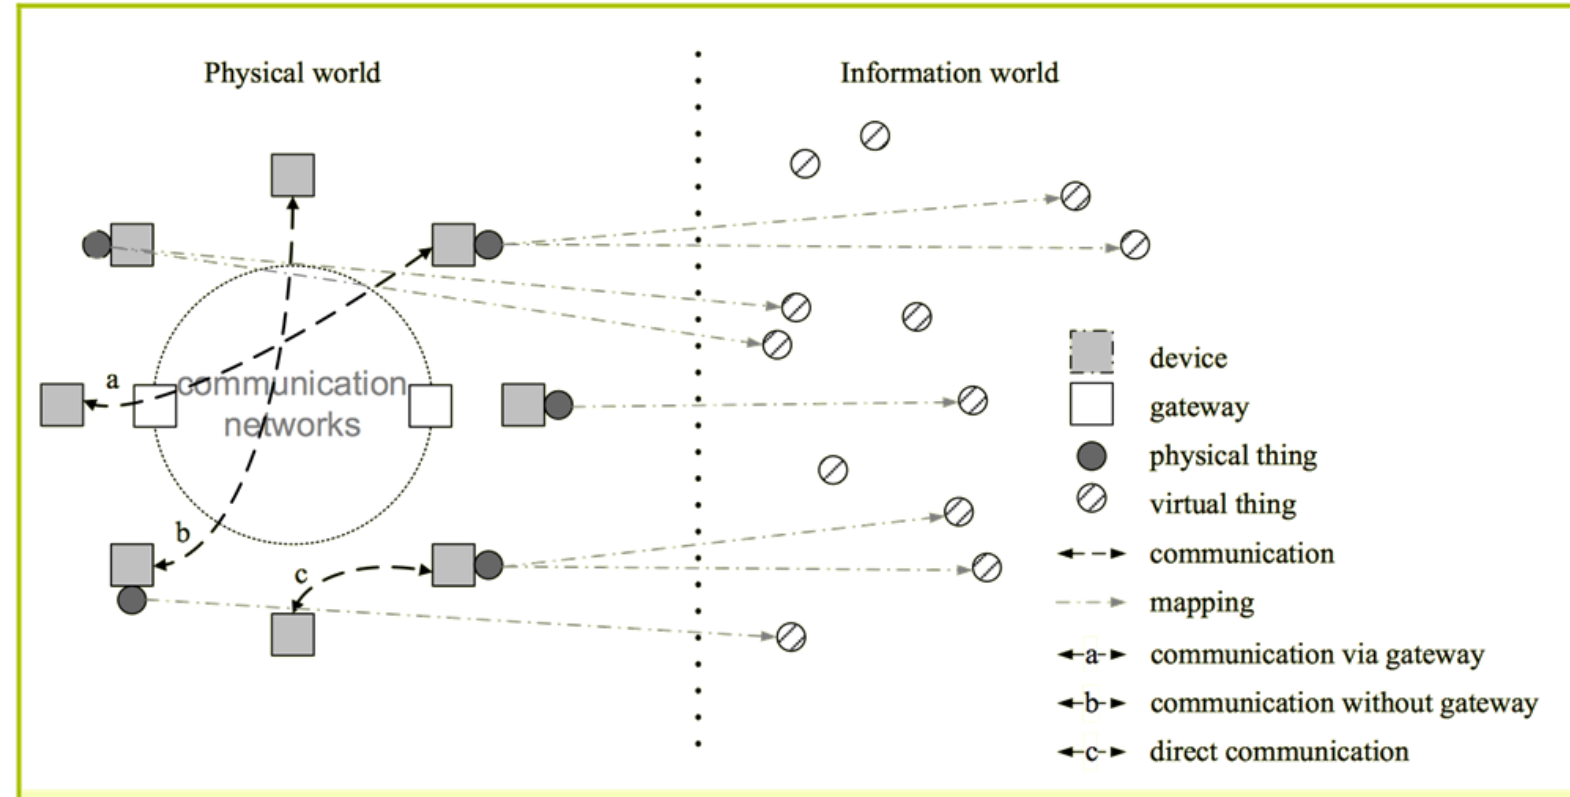 Physical world
Information world
a
communication
networks
b
c
device
gateway
physical thing
virtual thing
communication
mapping
a communication via gateway
b communication without gateway
c direct communication